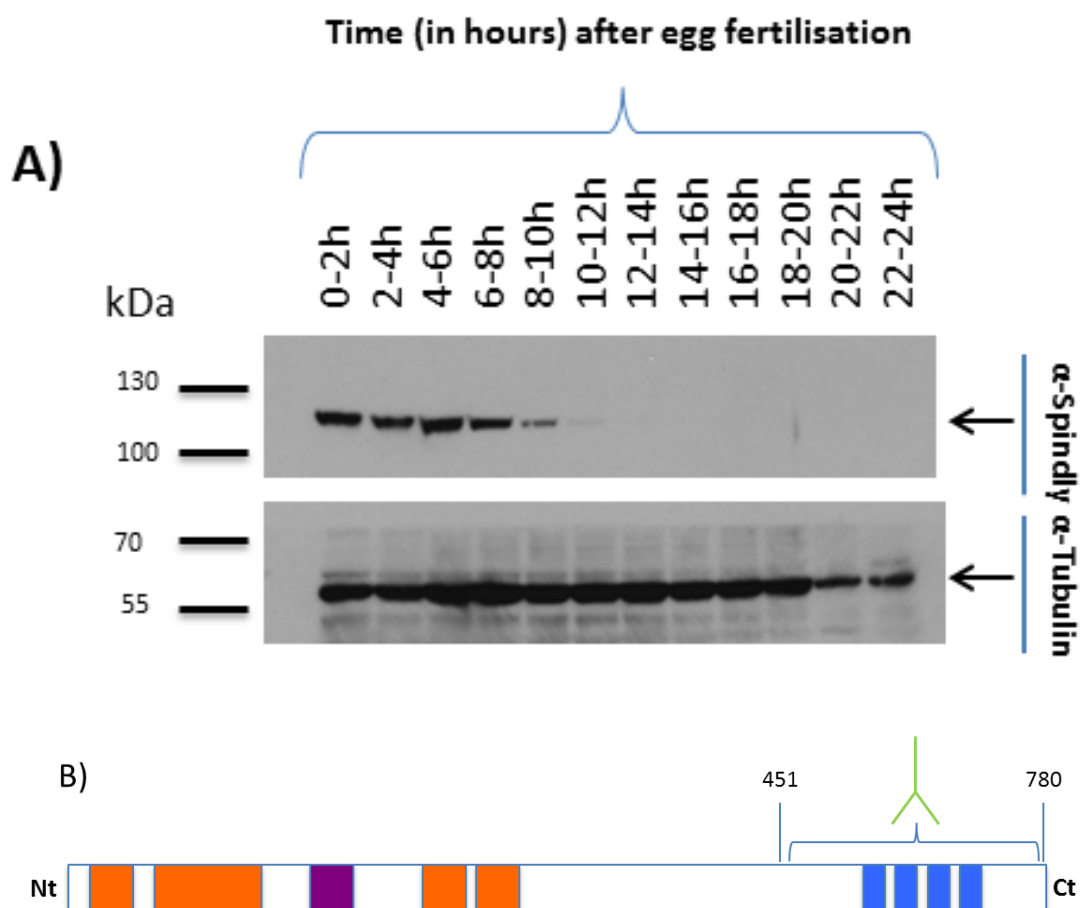 Time (in hours) after egg fertilisation
A)
kDa
0-2h
2-4h
4-6h
6-8h
8-10h
10-12h
12-14h
14-16h
16-18h
18-20h
20-22h
22-24h
130
100
α-Spindly
70
55
α-Tubulin
B)
451
780
Nt
Ct